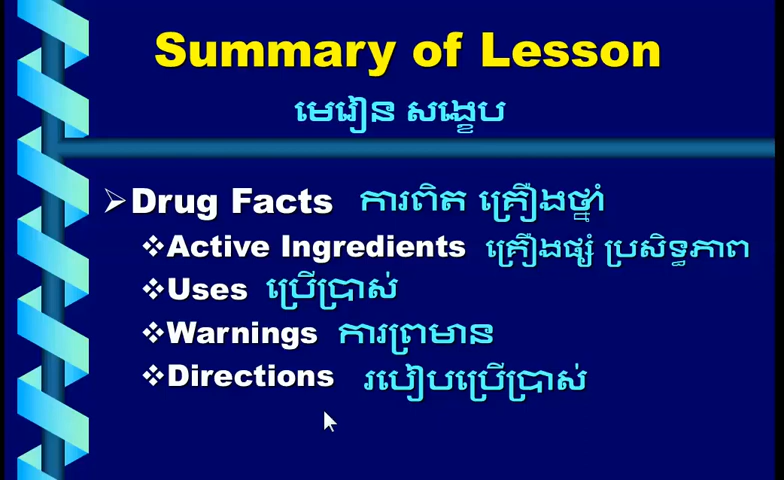 Summary of Lesson
មេរៀន សង្ខេប
Drug Facts ការពិត គ្រឿងថ្នាំ
Active Ingredients គ្រឿងផ្សំ ប្រសិទ្ធភាព
Uses ប្រើប្រាស់
Warnings ការព្រមាន
Directions របៀបប្រើប្រាស់